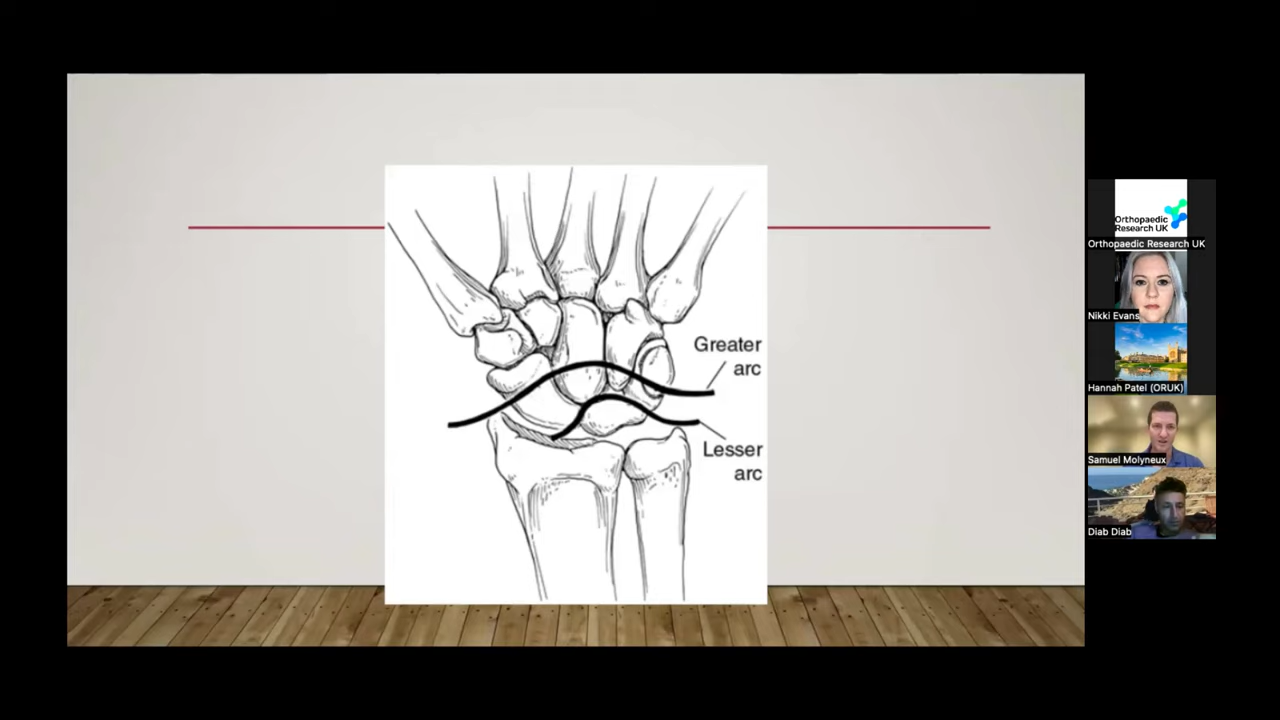 Greater
arc
Lesser
arc
Orthopaedic
Research UK
Orthopaedic Research UK
Nikki Evans
Hannah Patel (ORUK)
Samuel Molyneux
Diab Diab